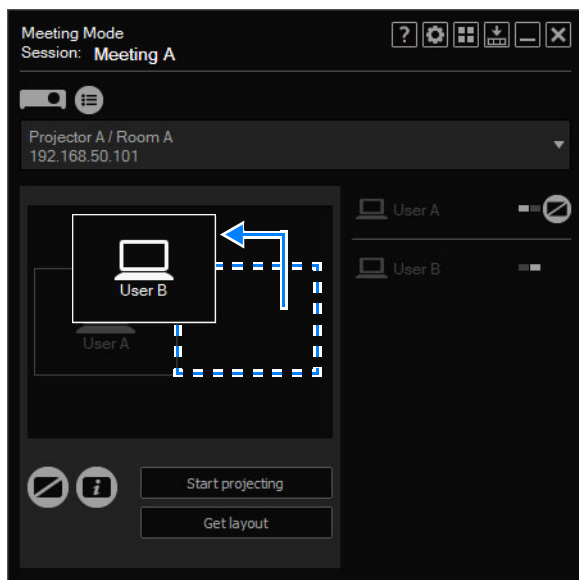 Meeting Mode
Session: Meeting A
?
Projector A / Room A
192.168.50.101
User A
User B
User B
User A
i
Start projecting
Get layout